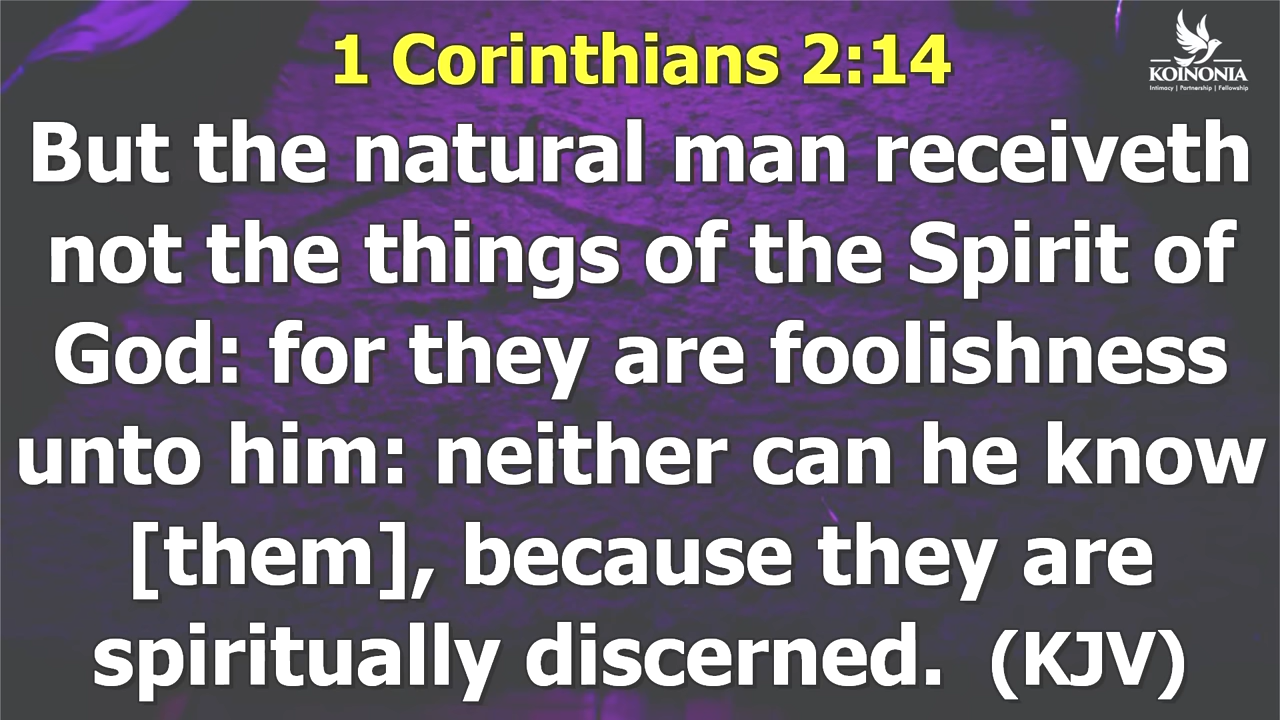 1 Corinthians 2:14
KOINONIA
Intimacy | Partnership | Fellowship
But the natural man receiveth
not the things of the Spirit of
God: for they are foolishness
unto him: neither can he know
[them], because they are
spiritually discerned. (KJV)